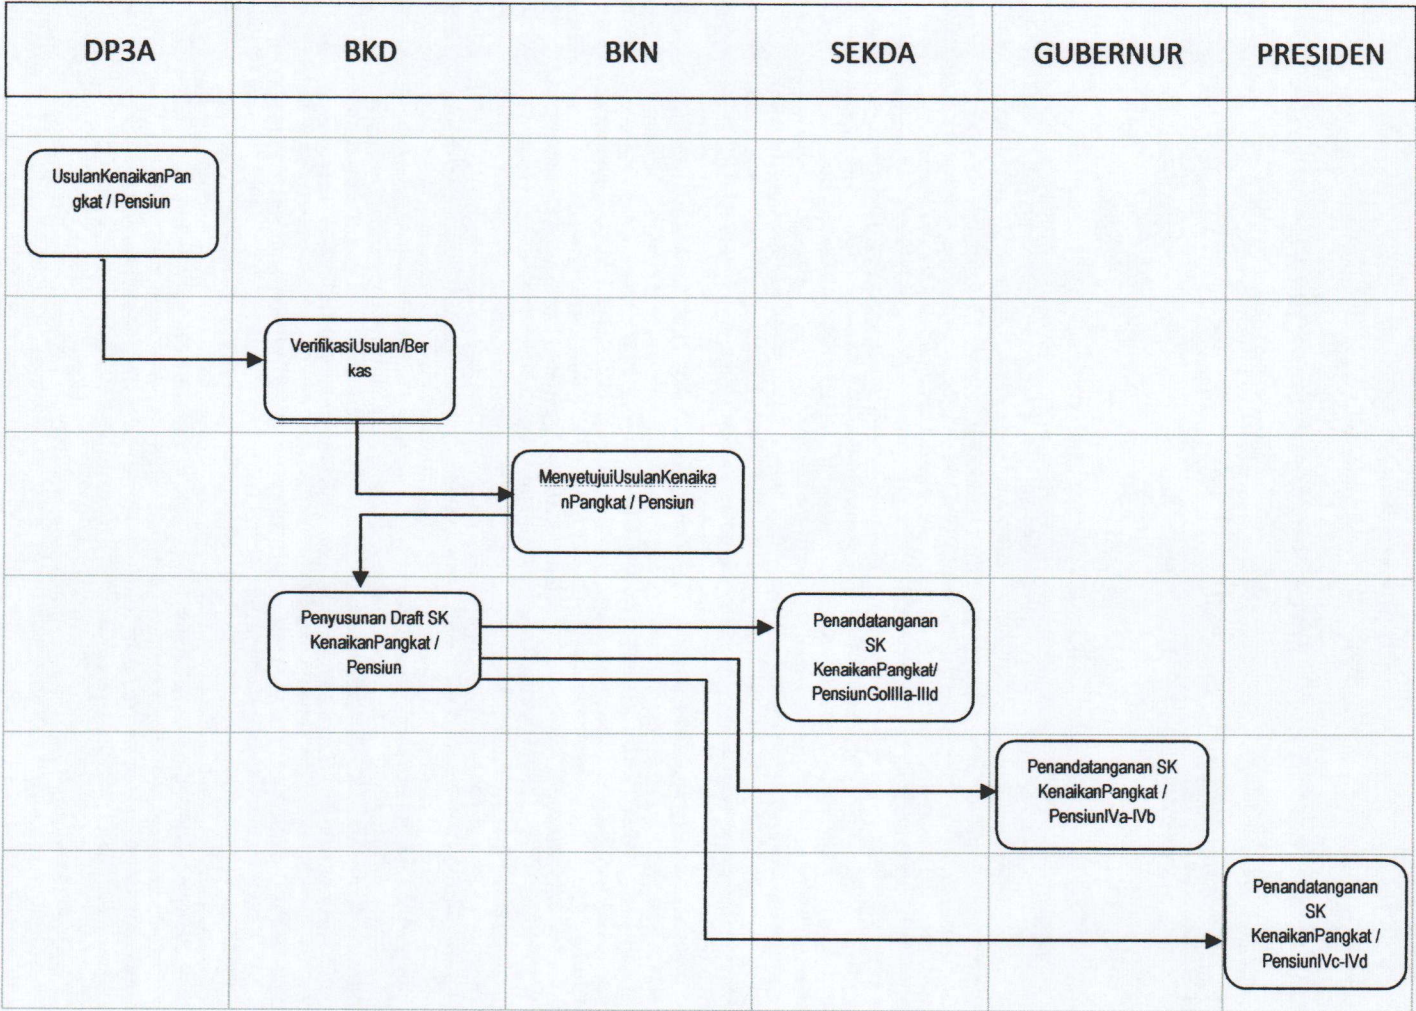 DP3A
BKD
BKN
SEKDA
GUBERNUR
PRESIDEN
UsulanKenaikanPan
gkat / Pensiun
VerifikasiUsulan/Ber
kas
MenyetujuiUsulanKenaika
nPangkat / Pensiun
Penyusunan Draft SK
KenaikanPangkat /
Pensiun
Penandatanganan
SK
KenaikanPangkat/
PensiunGolIIIa-IIId
Penandatanganan SK
KenaikanPangkat /
PensiunIVa-IVb
Penandatanganan
SK
KenaikanPangkat /
PensiunIVc-IVd